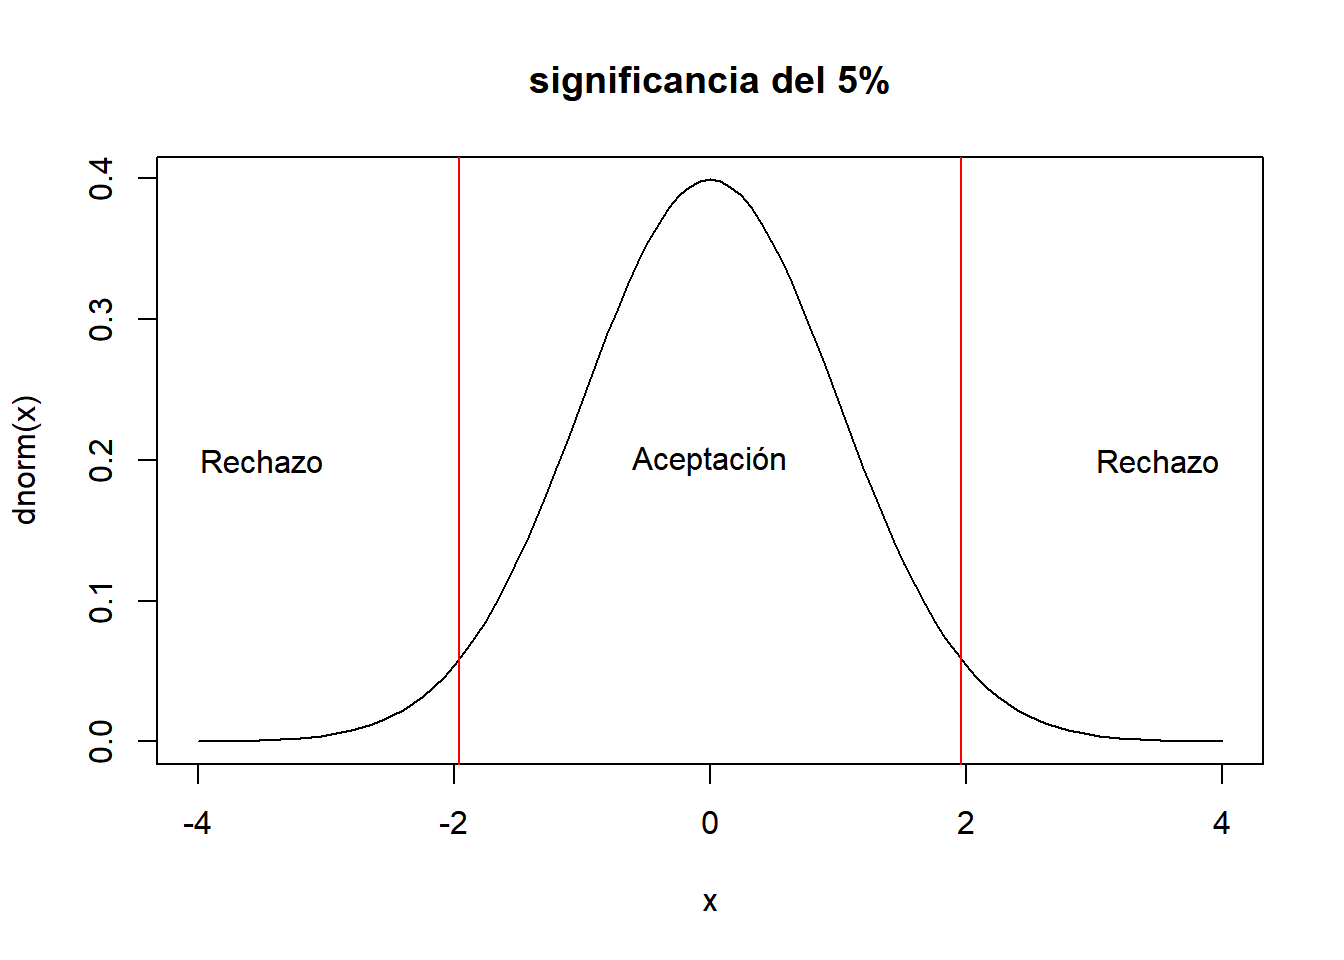 significancia del 5%
dnorm(x)
0.4
0.3
0.2
0.1
0.0
Rechazo
Aceptación
Rechazo
-4
-2
0
2
4
x